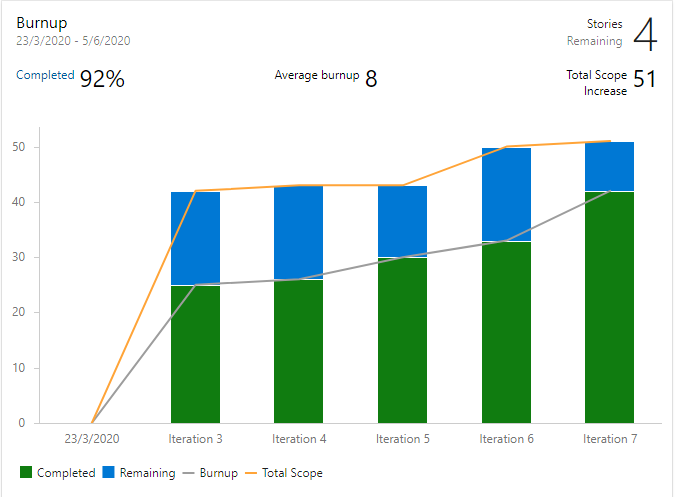 Burnup
23/3/2020 - 5/6/2020
Stories
Remaining
4
Completed 92%
Average burnup 8
Total Scope
Increase
51
50
40
30
20
10
0
23/3/2020 Iteration 3 Iteration 4 Iteration 5 Iteration 6 Iteration 7
Completed Remaining Burnup Total Scope